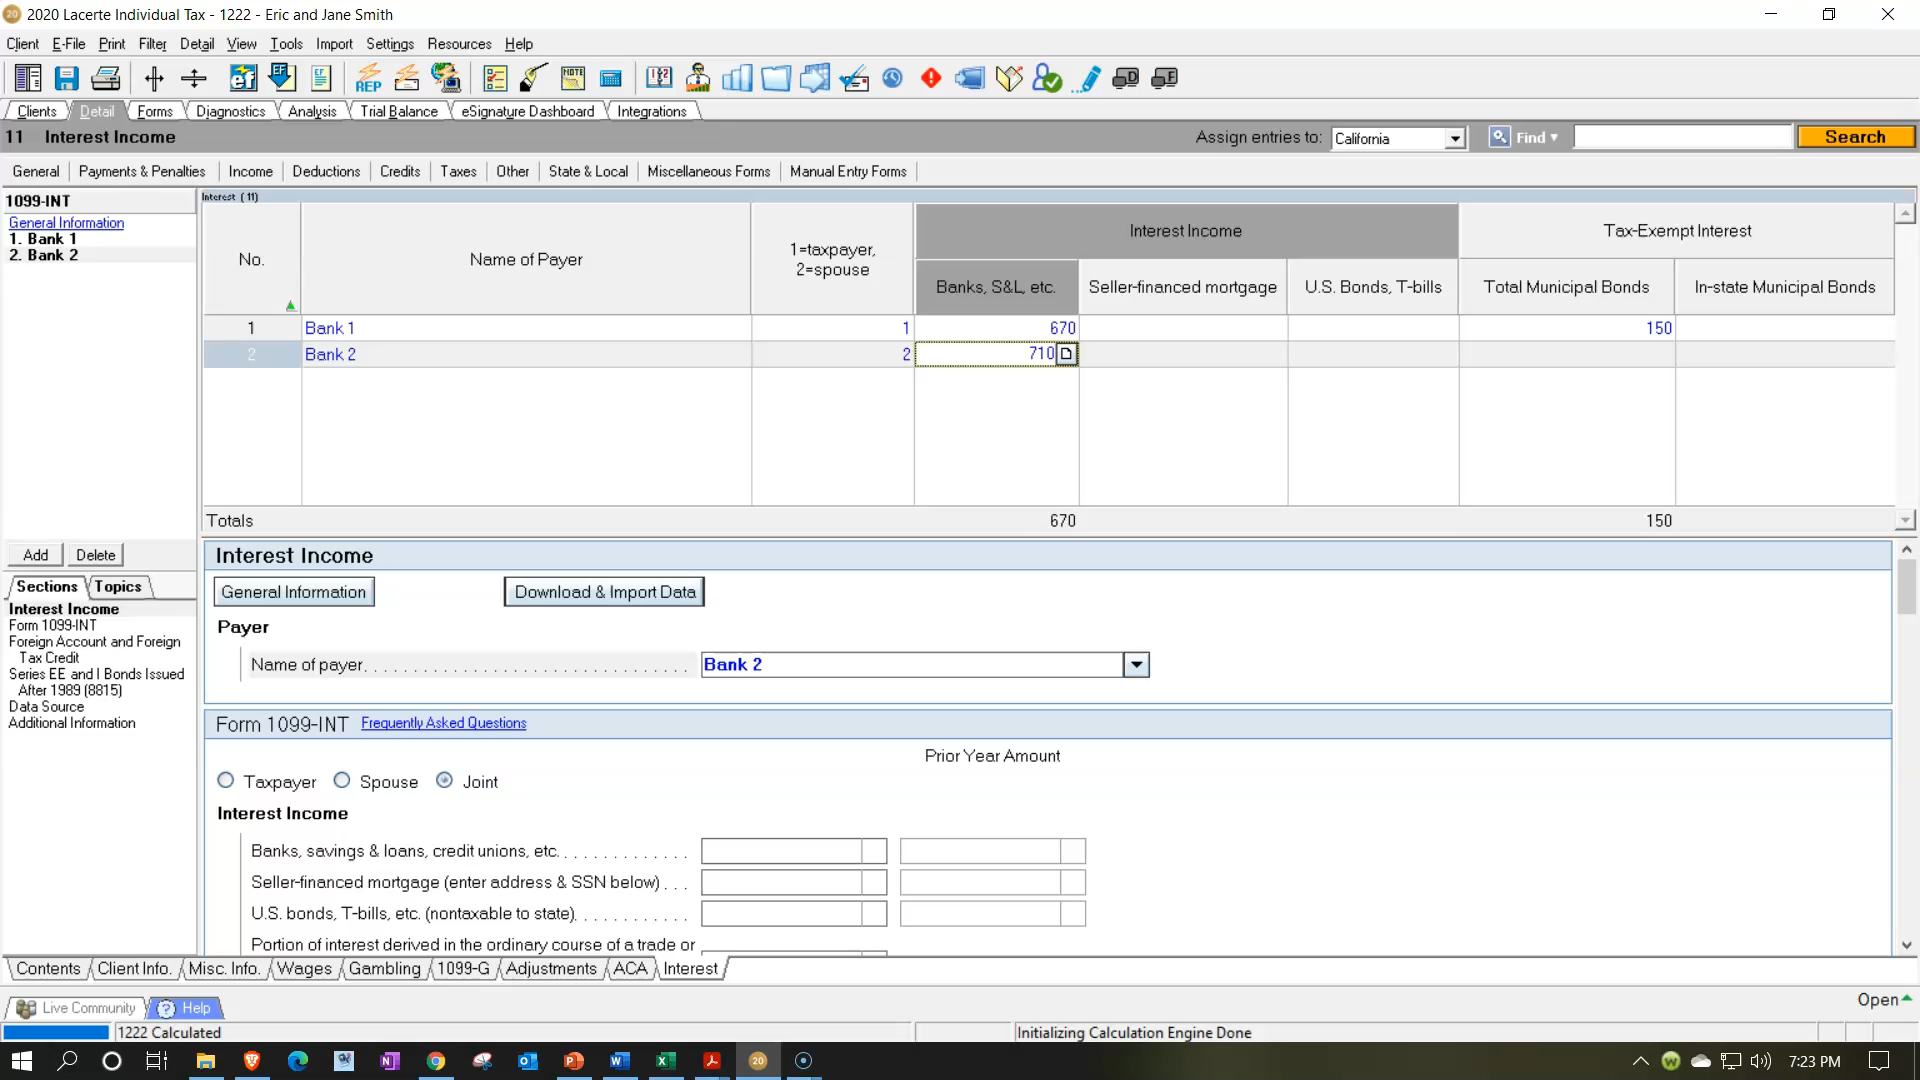 20 2020 Lacerte Individual Tax - 1222 - Eric and Jane Smith
Client E-File Print Filter Detail View Tools Import Settings Resources Help
Clients Detail Forms Diagnostics Analysis Trial Balance eSignature Dashboard Integrations
11 Interest Income Assign entries to: California Find Search
General Payments & Penalties Income Deductions Credits Taxes Other State & Local Miscellaneous Forms Manual Entry Forms
1099-INT
General Information
1. Bank 1
2. Bank 2
Interest (11)
No. Name of Payer 1=taxpayer, 2=spouse Interest Income Tax-Exempt Interest
Banks, S&L, etc. Seller-financed mortgage U.S. Bonds, T-bills Total Municipal Bonds In-state Municipal Bonds
1 Bank 1 1 670 150
2 Bank 2 2 710
Totals 670 150
Add Delete
Sections Topics
Interest Income
Form 1099-INT
Foreign Account and Foreign
Tax Credit
Series EE and I Bonds Issued
After 1989 (8815)
Data Source
Additional Information
Interest Income
General Information Download & Import Data
Payer
Name of payer. Bank 2
Form 1099-INT Frequently Asked Questions
Prior Year Amount
Taxpayer Spouse Joint
Interest Income
Banks, savings & loans, credit unions, etc.
Seller-financed mortgage (enter address & SSN below)
U.S. bonds, T-bills, etc. (nontaxable to state).
Portion of interest derived in the ordinary course of a trade or
Contents Client Info. Misc. Info. Wages Gambling 1099-G Adjustments ACA Interest
Live Community Help Open
1222 Calculated Initializing Calculation Engine Done
7:23 PM